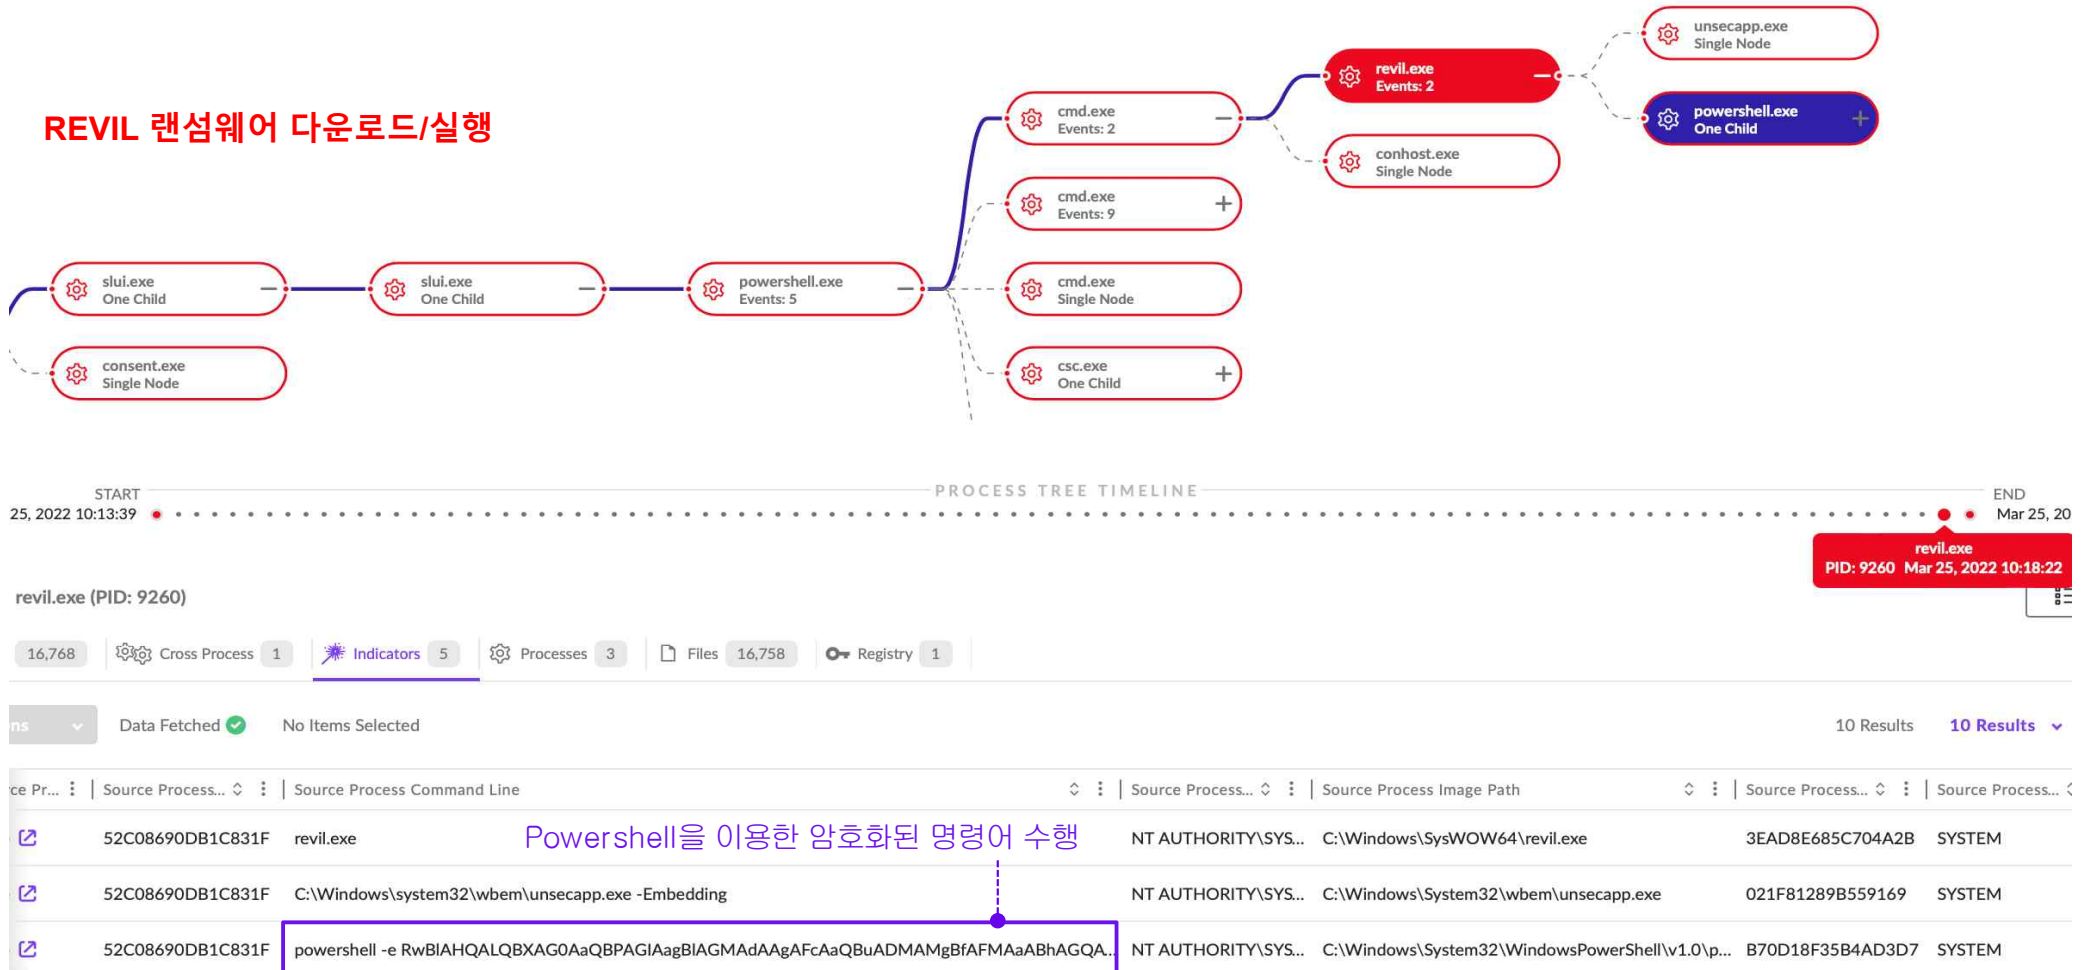 unsecapp.exe
Single Node
revil.exe
Events: 2
powershell.exe
One Child
cmd.exe
Events: 2
REVIL 랜섬웨어 다운로드/실행
conhost.exe
Single Node
cmd.exe
Events: 9
slui.exe
One Child
slui.exe
One Child
powershell.exe
Events: 5
cmd.exe
Single Node
consent.exe
Single Node
csc.exe
One Child
START
PROCESS TREE TIMELINE
END
25, 2022 10:13:39
Mar 25, 20
revil.exe
PID: 9260 Mar 25, 2022 10:18:22
revil.exe (PID: 9260)
16,768 Cross Process 1 Indicators 5 Processes 3 Files 16,758 Registry 1
ns Data Fetched No Items Selected 10 Results 10 Results
ce Pr... Source Process... Source Process Command Line Source Process... Source Process Image Path Source Process... Source Process...
Powershell을 이용한 암호화된 명령어 수행
52C08690DB1C831F revil.exe NT AUTHORITY\SYS... C:\Windows\SysWOW64\revil.exe 3EAD8E685C704A2B SYSTEM
52C08690DB1C831F C:\Windows\system32\wbem\unsecapp.exe -Embedding NT AUTHORITY\SYS... C:\Windows\System32\wbem\unsecapp.exe 021F81289B559169 SYSTEM
52C08690DB1C831F powershell -e RwBlAHQALQBXAG0AaQBPAGIAagBlAGMAdAAgAFcAaQBuADMAMgBfAFMAaABhAGQA... NT AUTHORITY\SYS... C:\Windows\System32\WindowsPowerShell\v1.0\p... B70D18F35B4AD3D7 SYSTEM